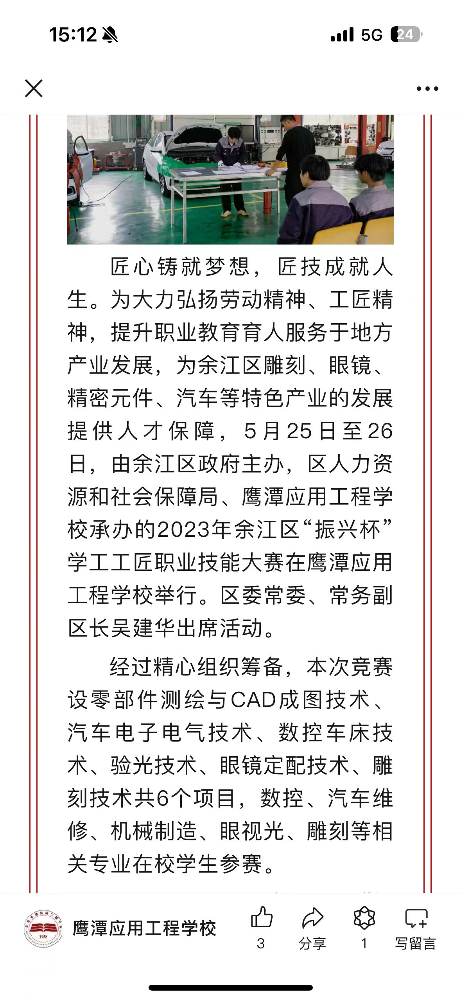 15:12
5G
24
匠心铸就梦想，匠技成就人
生。为大力弘扬劳动精神、工匠精
神，提升职业教育育人服务于地方
产业发展，为余江区雕刻、眼镜、
精密元件、汽车等特色产业的发展
提供人才保障，5月25日至26
日，由余江区政府主办，区人力资
源和社会保障局、鹰潭应用工程学
校承办的2023年余江区“振兴杯”
学工工匠职业技能大赛在鹰潭应用
工程学校举行。区委常委、常务副
区长吴建华出席活动。
经过精心组织筹备，本次竞赛
设零部件测绘与CAD成图技术、
汽车电子电气技术、数控车床技
术、验光技术、眼镜定配技术、雕
刻技术共6个项目，数控、汽车维
修、机械制造、眼视光、雕刻等相
关专业在校学生参赛。
1958
鹰潭应用工程学校
3
分享
1
写留言